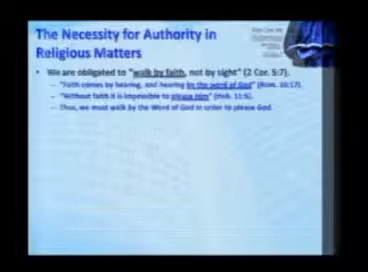 The Necessity for Authority in
Religious Matters
• We are obligated to "walk by faith, not by sight" (2 Cor. 5:7).
– "Faith comes by hearing, and hearing by the word of God" (Rom. 10:17).
– "Without faith it is impossible to please Him" (Heb. 11:6).
– Thus, we must walk by the Word of God in order to please God.